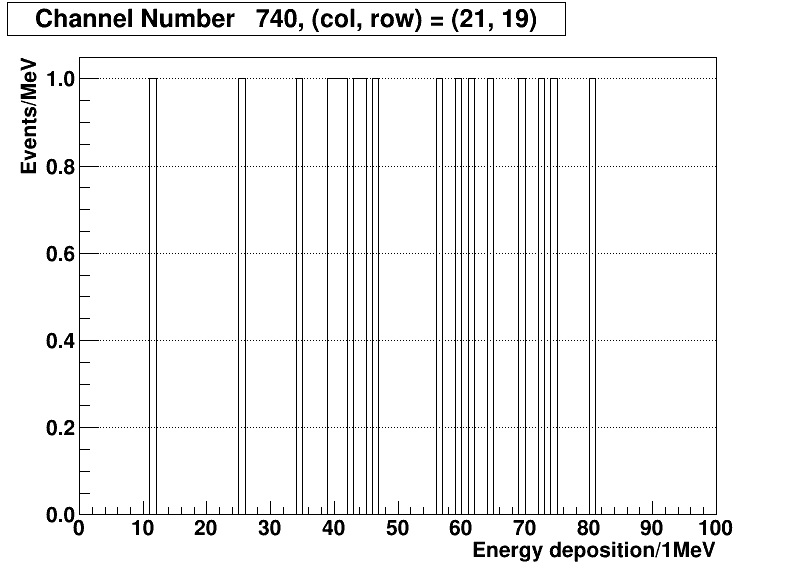 Channel Number 740, (col, row) = (21, 19)
Events/MeV
1.0
0.8
0.6
0.4
0.2
0.0
0 10 20 30 40 50 60 70 80 90 100
Energy deposition/1MeV